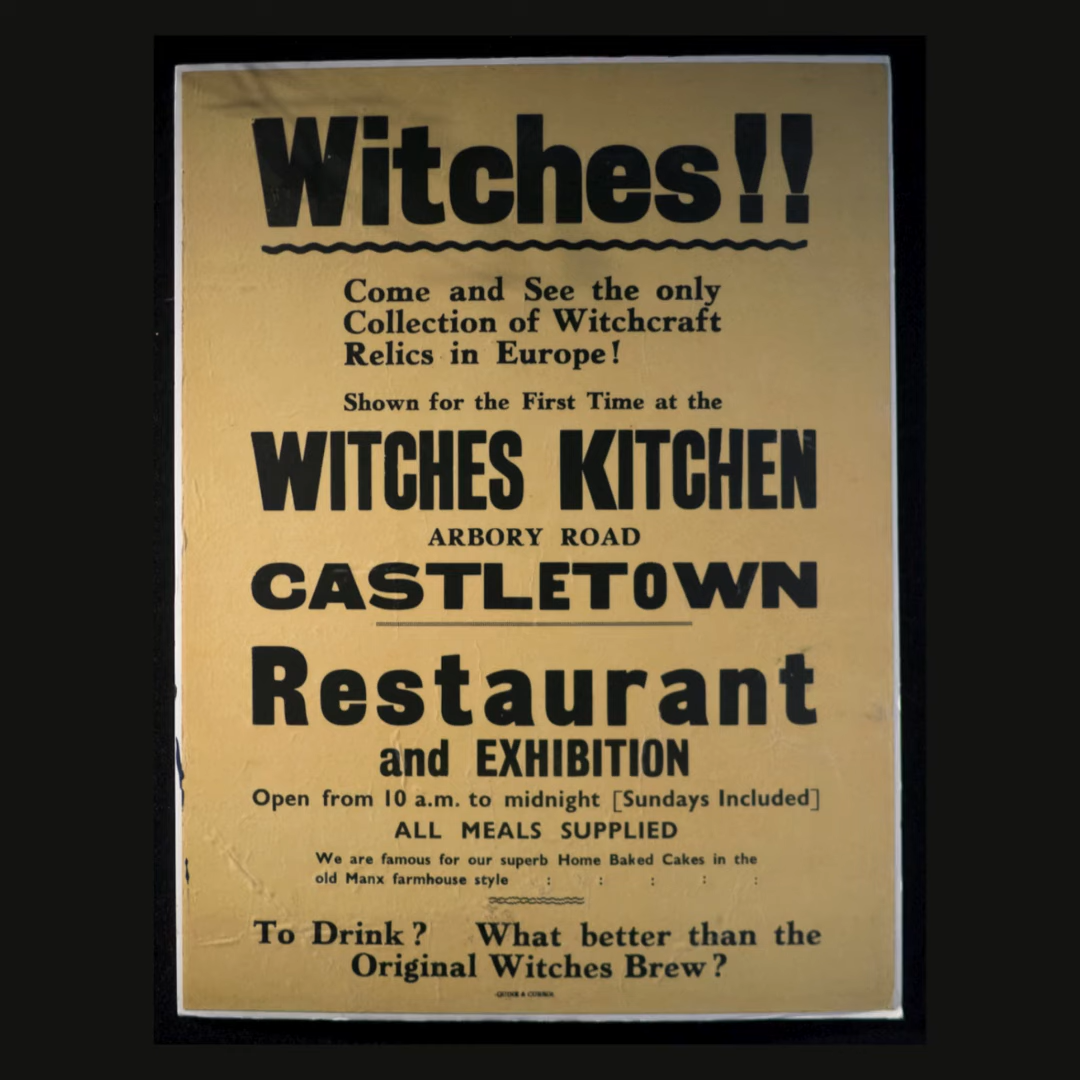 Witches!!
Come and See the only
Collection of Witchcraft
Relics in Europe!
Shown for the First Time at the
WITCHES KITCHEN
ARBORY ROAD
CASTLETOWN
Restaurant
and EXHIBITION
Open from 10 a.m. to midnight [Sundays Included]
ALL MEALS SUPPLIED
We are famous for our superb Home Baked Cakes in the
old Manx farmhouse style : : : : :
To Drink? What better than the
Original Witches Brew?